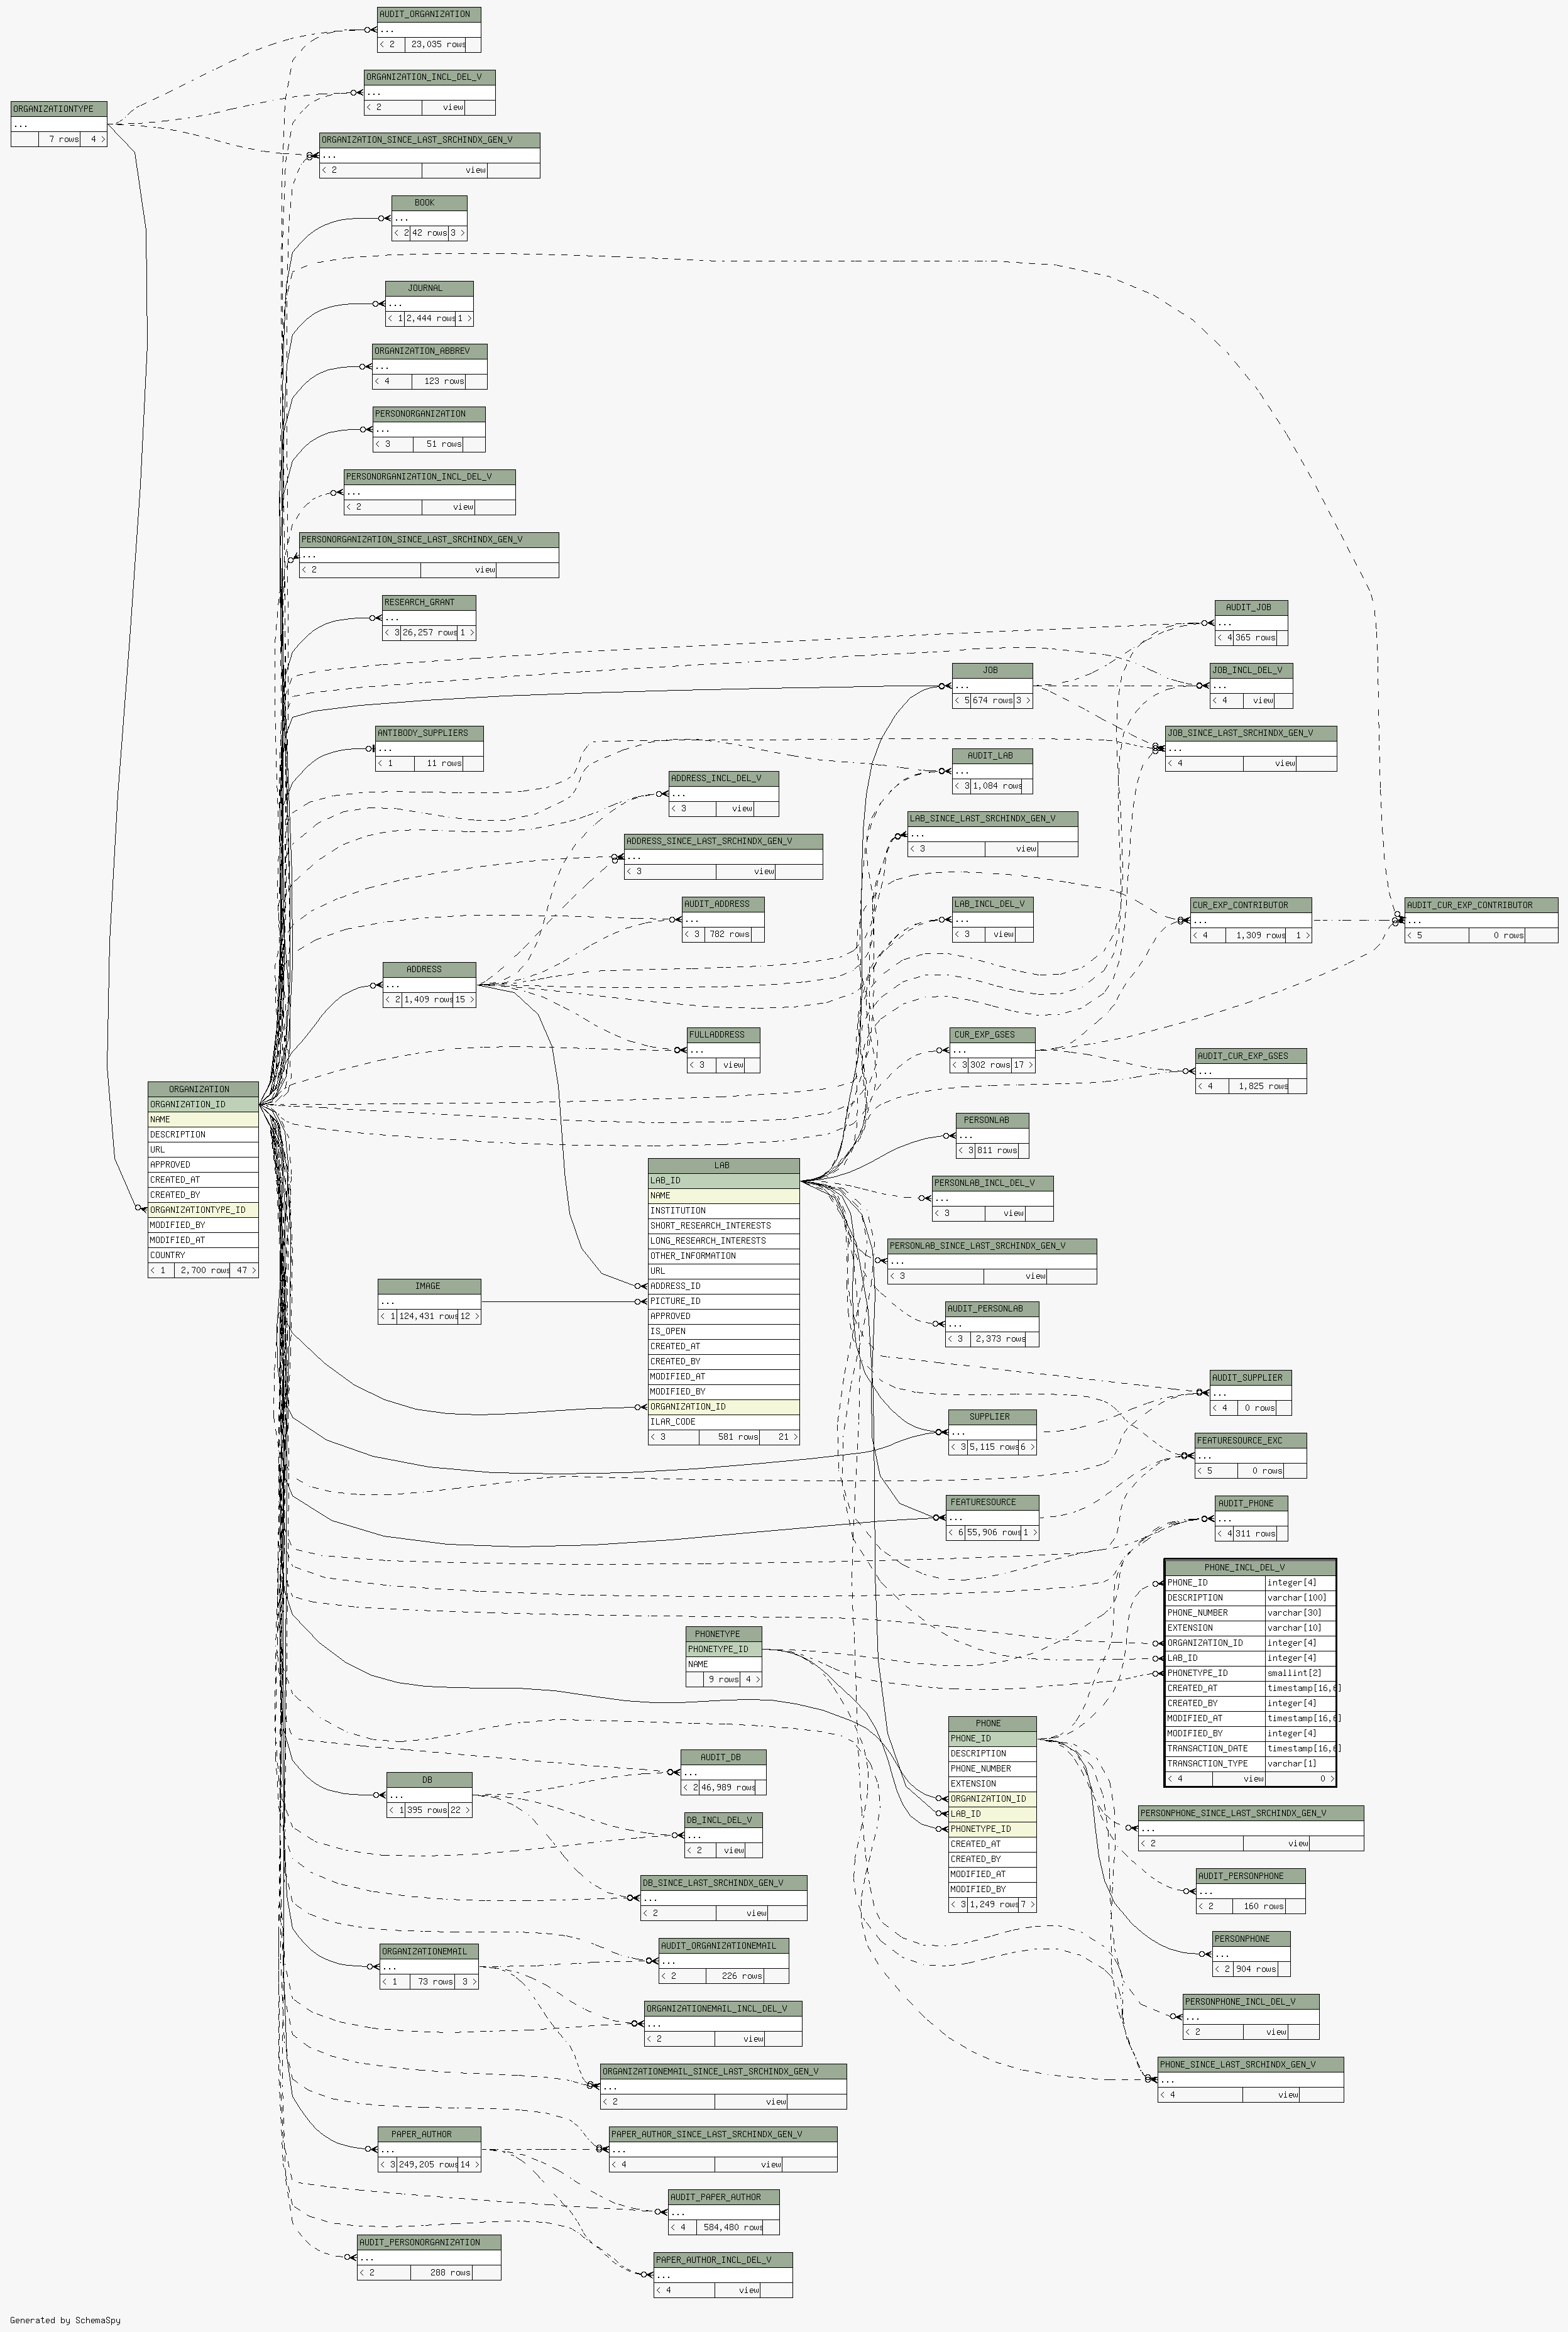 AUDIT_ORGANIZATION
...
< 2 23,035 rows
ORGANIZATION_INCL_DEL_V
...
< 2 view
ORGANIZATIONTYPE
...
7 rows 4 >
ORGANIZATION_SINCE_LAST_SRCHINDX_GEN_V
...
< 2 view
BOOK
...
< 2 42 rows 3 >
JOURNAL
...
< 1 2,444 rows 1 >
ORGANIZATION_ABBREV
...
< 4 123 rows
PERSONORGANIZATION
...
< 3 51 rows
PERSONORGANIZATION_INCL_DEL_V
...
< 2 view
PERSONORGANIZATION_SINCE_LAST_SRCHINDX_GEN_V
...
< 2 view
RESEARCH_GRANT
...
< 3 26,257 rows 1 >
AUDIT_JOB
...
< 4 365 rows
JOB
...
< 5 674 rows 3 >
JOB_INCL_DEL_V
...
< 4 view
ANTIBODY_SUPPLIERS
...
< 1 11 rows
JOB_SINCE_LAST_SRCHINDX_GEN_V
...
< 4 view
AUDIT_LAB
...
< 3 1,084 rows
ADDRESS_INCL_DEL_V
...
< 3 view
LAB_SINCE_LAST_SRCHINDX_GEN_V
...
< 3 view
ADDRESS_SINCE_LAST_SRCHINDX_GEN_V
...
< 3 view
AUDIT_ADDRESS
...
< 3 782 rows
LAB_INCL_DEL_V
...
< 3 view
CUR_EXP_CONTRIBUTOR
...
< 4 1,309 rows 1 >
AUDIT_CUR_EXP_CONTRIBUTOR
...
< 5 0 rows
ADDRESS
...
< 2 1,409 rows 15 >
FULLADDRESS
...
< 3 view
CUR_EXP_GSES
...
< 3 302 rows 17 >
AUDIT_CUR_EXP_GSES
...
< 4 1,825 rows
ORGANIZATION
ORGANIZATION_ID
NAME
DESCRIPTION
URL
APPROVED
CREATED_AT
CREATED_BY
ORGANIZATIONTYPE_ID
MODIFIED_BY
MODIFIED_AT
COUNTRY
< 1 2,700 rows 47 >
PERSONLAB
...
< 3 811 rows
LAB
LAB_ID
NAME
INSTITUTION
SHORT_RESEARCH_INTERESTS
LONG_RESEARCH_INTERESTS
OTHER_INFORMATION
URL
ADDRESS_ID
PICTURE_ID
APPROVED
IS_OPEN
CREATED_AT
CREATED_BY
MODIFIED_AT
MODIFIED_BY
ORGANIZATION_ID
ILAR_CODE
< 3 581 rows 21 >
PERSONLAB_INCL_DEL_V
...
< 3 view
PERSONLAB_SINCE_LAST_SRCHINDX_GEN_V
...
< 3 view
IMAGE
...
< 1 124,431 rows 12 >
AUDIT_PERSONLAB
...
< 3 2,373 rows
AUDIT_SUPPLIER
...
< 4 0 rows
SUPPLIER
...
< 3 5,115 rows 6 >
FEATURESOURCE_EXC
...
< 5 0 rows
FEATURESOURCE
...
< 6 55,906 rows 1 >
AUDIT_PHONE
...
< 4 311 rows
PHONE_INCL_DEL_V
PHONE_ID integer[4]
DESCRIPTION varchar[100]
PHONE_NUMBER varchar[30]
EXTENSION varchar[10]
ORGANIZATION_ID integer[4]
LAB_ID integer[4]
PHONETYPE_ID smallint[2]
CREATED_AT timestamp[16,6]
CREATED_BY integer[4]
MODIFIED_AT timestamp[16,6]
MODIFIED_BY integer[4]
TRANSACTION_DATE timestamp[16,6]
TRANSACTION_TYPE varchar[1]
< 4 view 0 >
PHONETYPE
PHONETYPE_ID
NAME
9 rows 4 >
PHONE
PHONE_ID
DESCRIPTION
PHONE_NUMBER
EXTENSION
ORGANIZATION_ID
LAB_ID
PHONETYPE_ID
CREATED_AT
CREATED_BY
MODIFIED_AT
MODIFIED_BY
< 3 1,249 rows 7 >
AUDIT_DB
...
< 2 46,989 rows
DB
...
< 1 395 rows 22 >
DB_INCL_DEL_V
...
< 2 view
PERSONPHONE_SINCE_LAST_SRCHINDX_GEN_V
...
< 2 view
DB_SINCE_LAST_SRCHINDX_GEN_V
...
< 2 view
AUDIT_PERSONPHONE
...
< 2 160 rows
PERSONPHONE
...
< 2 904 rows
AUDIT_ORGANIZATIONEMAIL
...
< 2 226 rows
ORGANIZATIONEMAIL
...
< 1 73 rows 3 >
PERSONPHONE_INCL_DEL_V
...
< 2 view
ORGANIZATIONEMAIL_INCL_DEL_V
...
< 2 view
PHONE_SINCE_LAST_SRCHINDX_GEN_V
...
< 4 view
ORGANIZATIONEMAIL_SINCE_LAST_SRCHINDX_GEN_V
...
< 2 view
PAPER_AUTHOR
...
< 3 249,205 rows 14 >
PAPER_AUTHOR_SINCE_LAST_SRCHINDX_GEN_V
...
< 4 view
AUDIT_PAPER_AUTHOR
...
< 4 584,480 rows
AUDIT_PERSONORGANIZATION
...
< 2 288 rows
PAPER_AUTHOR_INCL_DEL_V
...
< 4 view
Generated by SchemaSpy